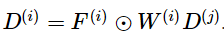 D^{(i)} = F^{(i)} ⊙ W^{(i)} D^{(j)}.